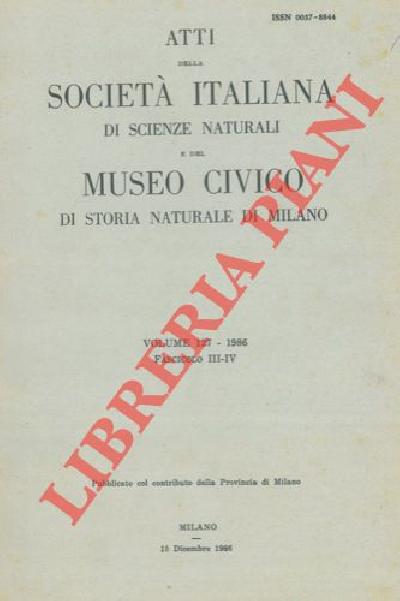 ISSN 0037-8844
ATTI
DELLA
SOCIETÀ ITALIANA
DI SCIENZE NATURALI
E DEL
MUSEO CIVICO
DI STORIA NATURALE DI MILANO
VOLUME 127 - 1986
FASCICOLO III-IV
Pubblicato col contributo della Provincia di Milano
MILANO
—
15 Dicembre 1986
LIBRERIA PIANI